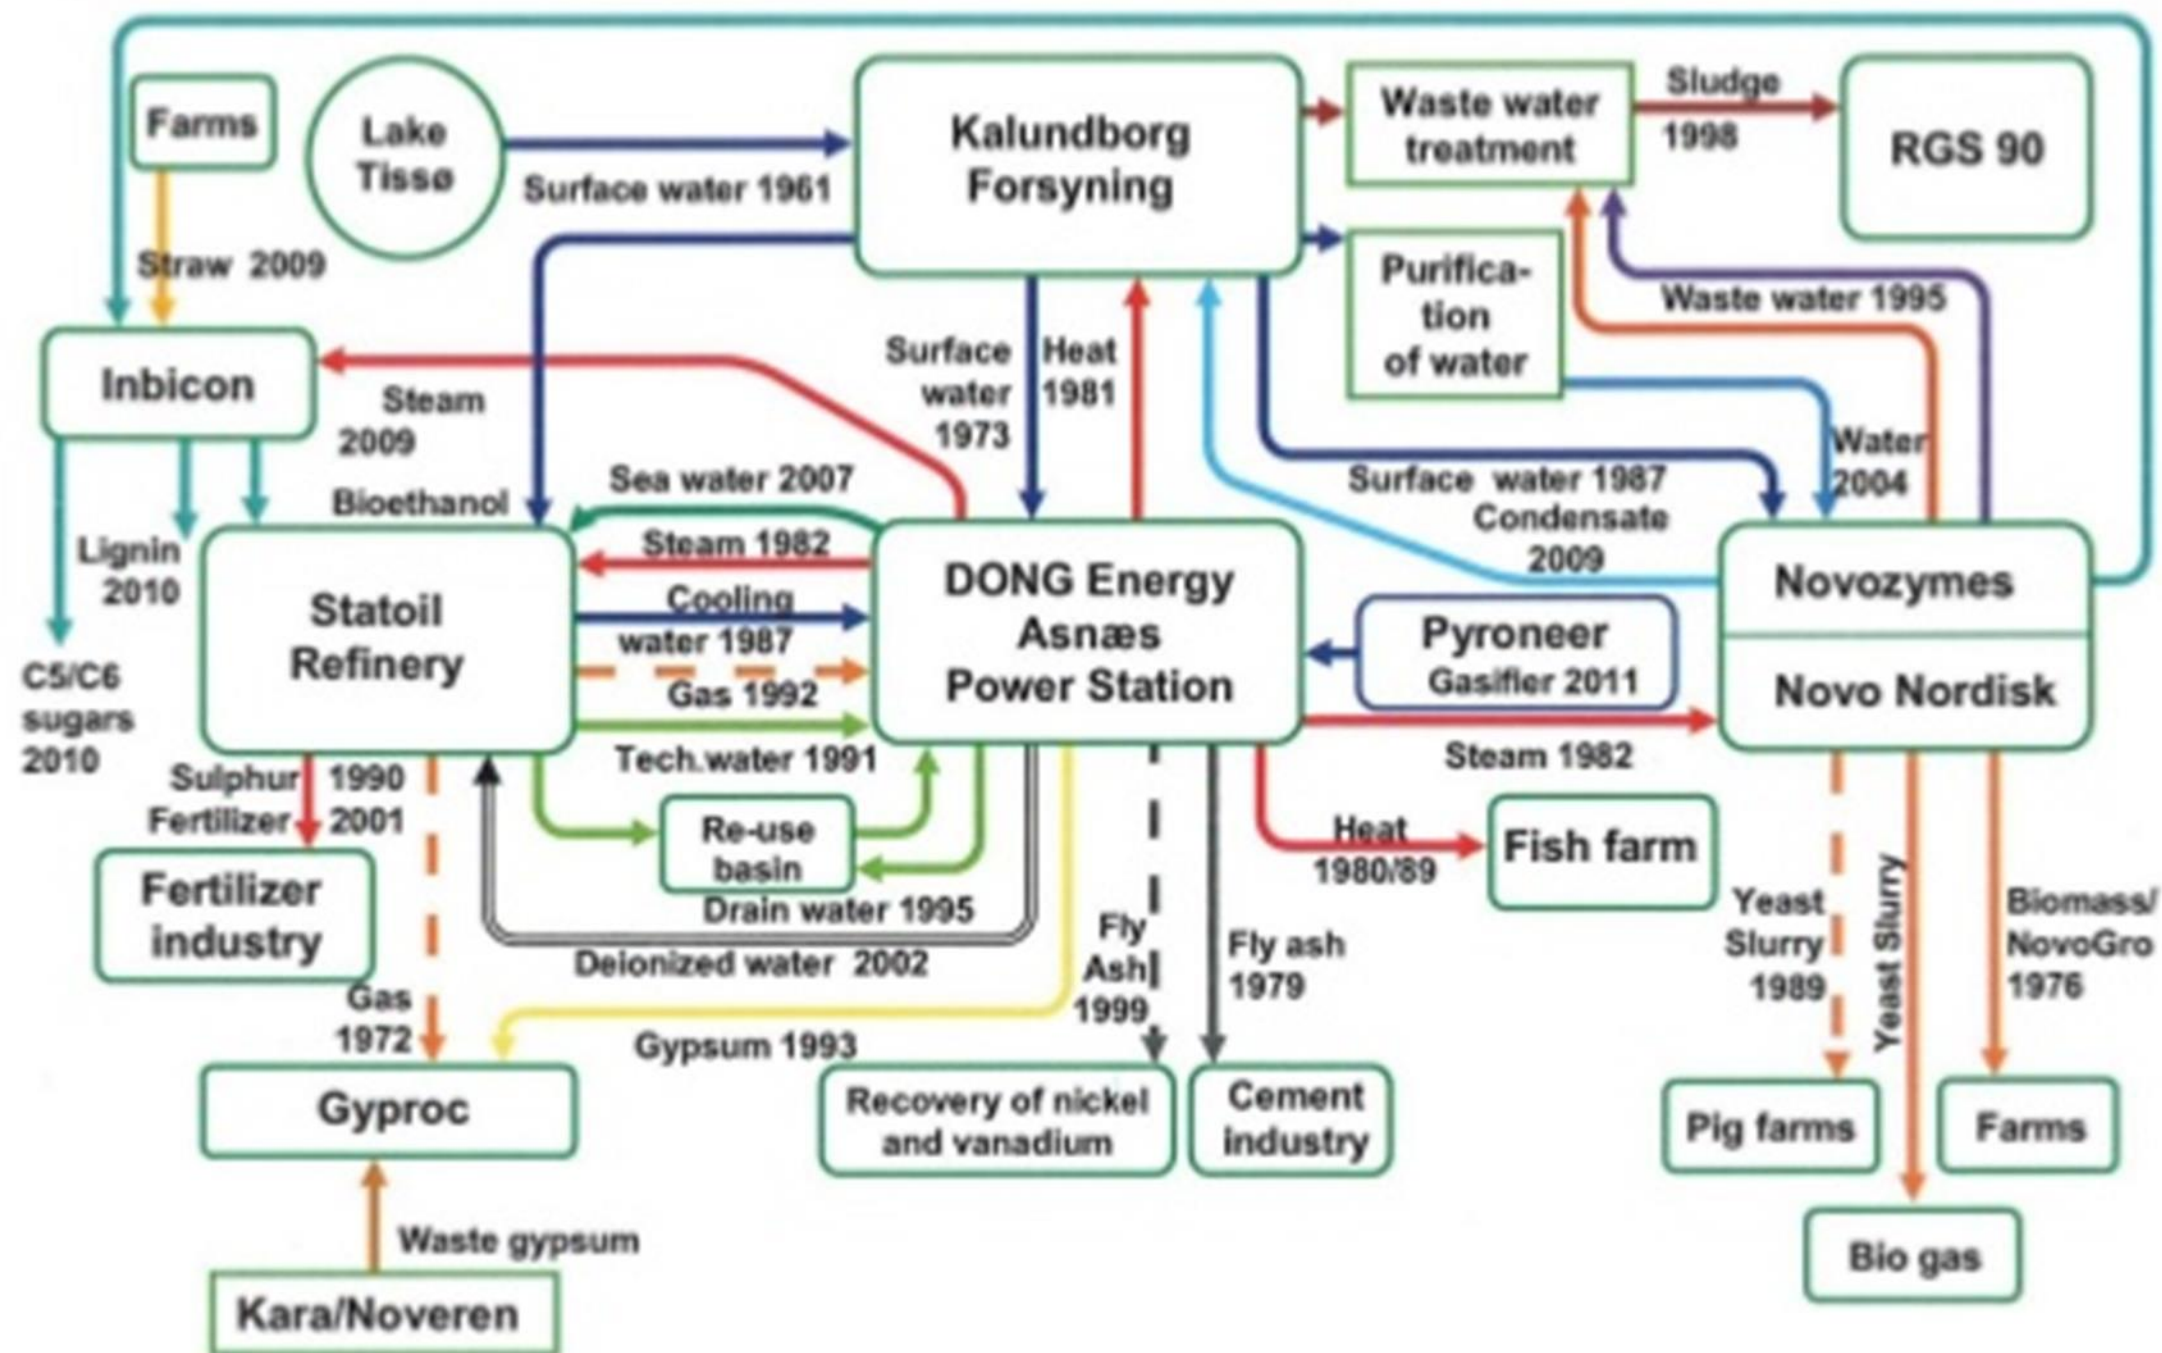 Farms
Lake
Tissø
Surface water 1961
Kalundborg
Forsyning
Waste water
treatment
Sludge
1998
RGS 90
Straw 2009
Purifica-
tion
of water
Waste water 1995
Inbicon
Steam
2009
Surface
water
1973
Heat
1981
Water
2004
Surface water 1987
Condensate
2009
Bioethanol
Sea water 2007
Lignin
2010
C5/C6
sugars
2010
Statoil
Refinery
Steam 1982
Cooling
water 1987
Gas 1992
Tech.water 1991
DONG Energy
Asnæs
Power Station
Pyroneer
Gasifier 2011
Novozymes
Novo Nordisk
Steam 1982
Sulphur 1990
Fertilizer 2001
Fertilizer
industry
Re-use
basin
Drain water 1995
Deionized water 2002
Heat
1980/89
Fish farm
Gas
1972
Gypsum 1993
Fly
Ash
1999
Fly ash
1979
Yeast
Slurry
1989
Yeast Slurry
Biomass/
NovoGro
1976
Gyproc
Recovery of nickel
and vanadium
Cement
industry
Pig farms
Farms
Bio gas
Waste gypsum
Kara/Noveren